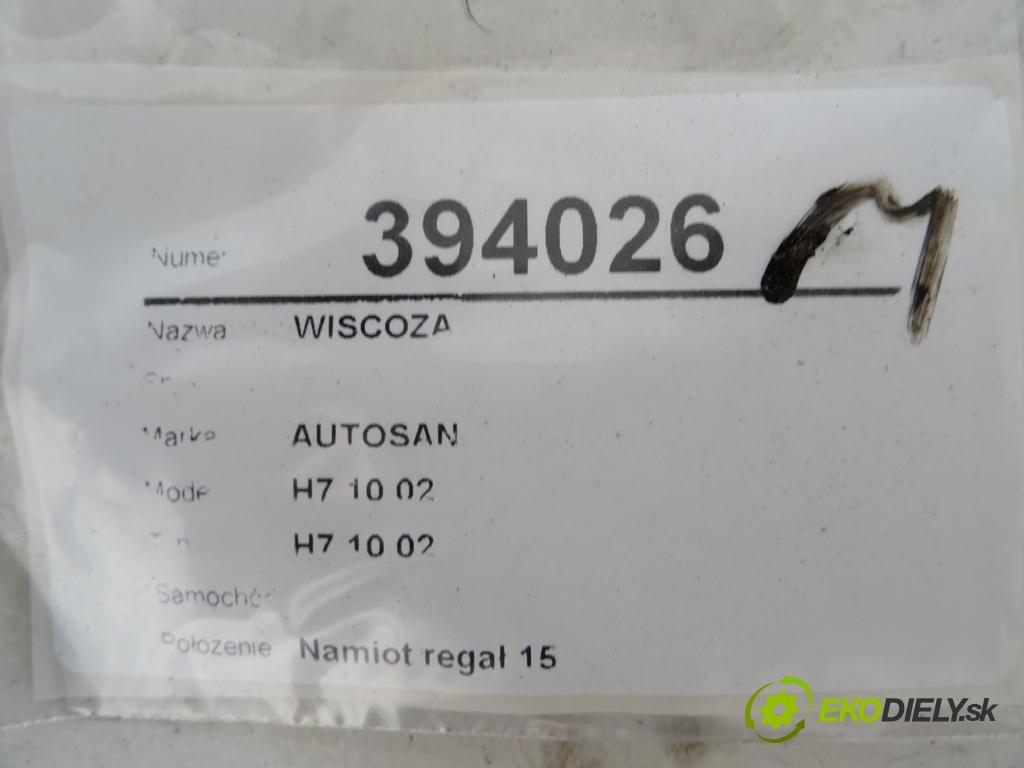 Numer 394026 M
Nazwa WISCOZA
Marka AUTOSAN
Model H7 10 02
H7 10 02
Samochód
Położenie Namiot regał 15
EKODIELY.sk